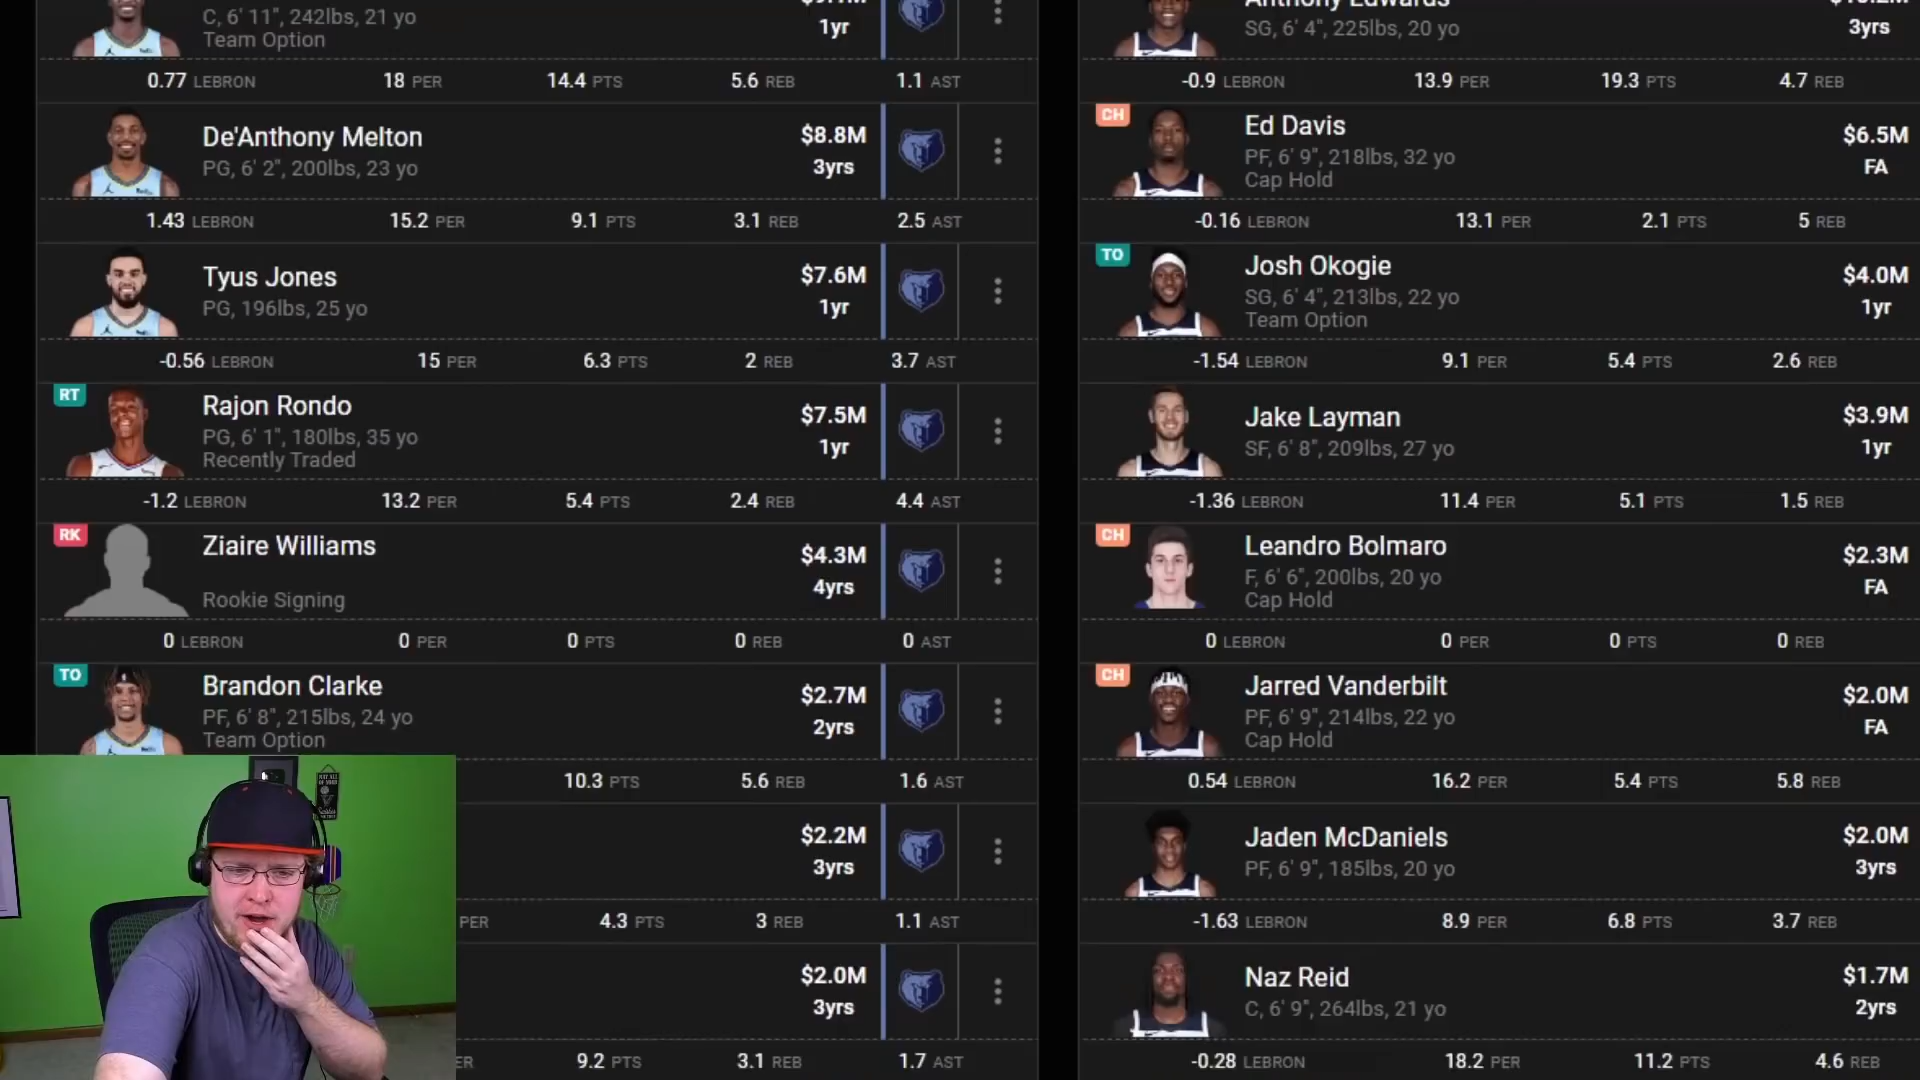 C, 6' 11", 242lbs, 21 yo
Team Option
1yr
0.77 LEBRON 18 PER 14.4 PTS 5.6 REB 1.1 AST
De'Anthony Melton
PG, 6' 2", 200lbs, 23 yo
$8.8M
3yrs
1.43 LEBRON 15.2 PER 9.1 PTS 3.1 REB 2.5 AST
Tyus Jones
PG, 196lbs, 25 yo
$7.6M
1yr
-0.56 LEBRON 15 PER 6.3 PTS 2 REB 3.7 AST
RT
Rajon Rondo
PG, 6' 1", 180lbs, 35 yo
Recently Traded
$7.5M
1yr
-1.2 LEBRON 13.2 PER 5.4 PTS 2.4 REB 4.4 AST
RK
Ziaire Williams
Rookie Signing
$4.3M
4yrs
0 LEBRON 0 PER 0 PTS 0 REB 0 AST
TO
Brandon Clarke
PF, 6' 8", 215lbs, 24 yo
Team Option
$2.7M
2yrs
10.3 PTS 5.6 REB 1.6 AST
$2.2M
3yrs
PER 4.3 PTS 3 REB 1.1 AST
$2.0M
3yrs
ER 9.2 PTS 3.1 REB 1.7 AST
Anthony Edwards
SG, 6' 4", 225lbs, 20 yo
3yrs
-0.9 LEBRON 13.9 PER 19.3 PTS 4.7 REB
CH
Ed Davis
PF, 6' 9", 218lbs, 32 yo
Cap Hold
$6.5M
FA
-0.16 LEBRON 13.1 PER 2.1 PTS 5 REB
TO
Josh Okogie
SG, 6' 4", 213lbs, 22 yo
Team Option
$4.0M
1yr
-1.54 LEBRON 9.1 PER 5.4 PTS 2.6 REB
Jake Layman
SF, 6' 8", 209lbs, 27 yo
$3.9M
1yr
-1.36 LEBRON 11.4 PER 5.1 PTS 1.5 REB
CH
Leandro Bolmaro
F, 6' 6", 200lbs, 20 yo
Cap Hold
$2.3M
FA
0 LEBRON 0 PER 0 PTS 0 REB
CH
Jarred Vanderbilt
PF, 6' 9", 214lbs, 22 yo
Cap Hold
$2.0M
FA
0.54 LEBRON 16.2 PER 5.4 PTS 5.8 REB
Jaden McDaniels
PF, 6' 9", 185lbs, 20 yo
$2.0M
3yrs
-1.63 LEBRON 8.9 PER 6.8 PTS 3.7 REB
Naz Reid
C, 6' 9", 264lbs, 21 yo
$1.7M
2yrs
-0.28 LEBRON 18.2 PER 11.2 PTS 4.6 REB